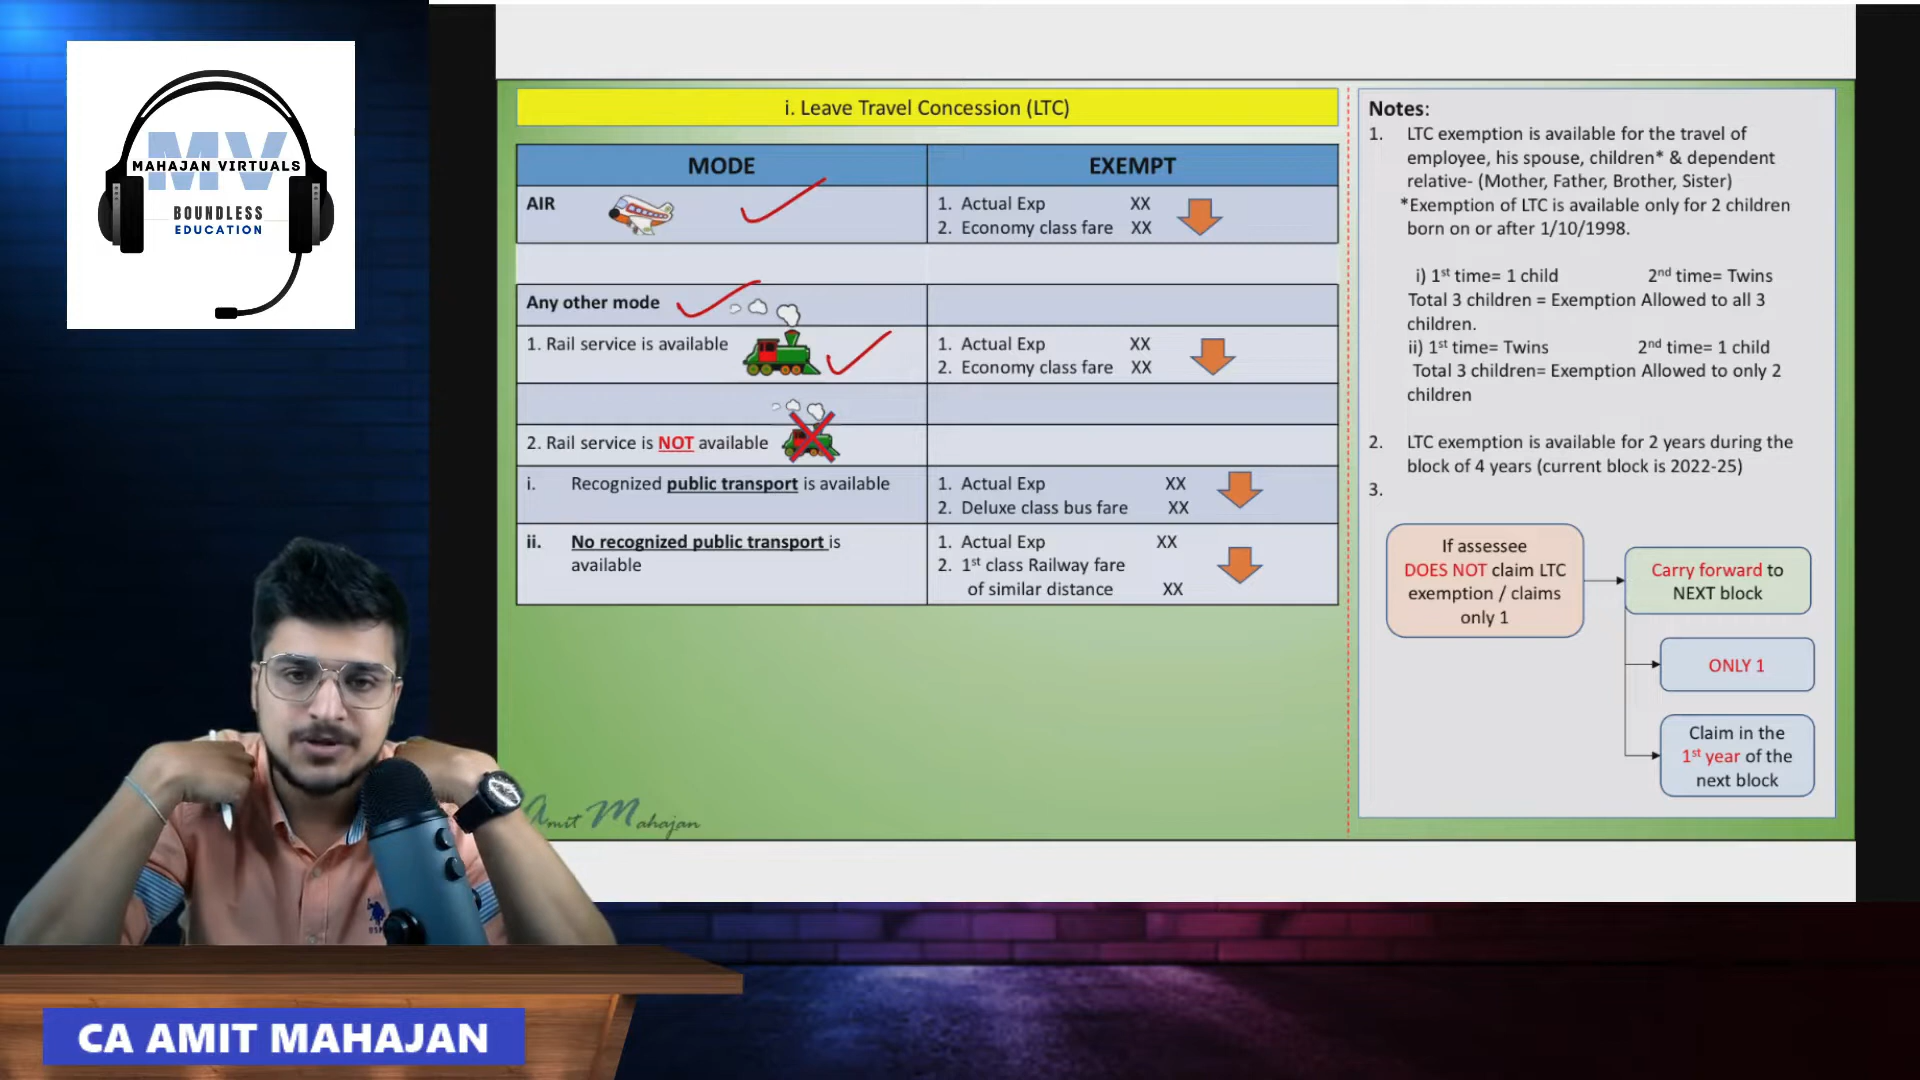 MV
MAHAJAN VIRTUALS
BOUNDLESS
EDUCATION
i. Leave Travel Concession (LTC)
MODE EXEMPT
AIR
1. Actual Exp XX
2. Economy class fare XX
Any other mode
1. Rail service is available
1. Actual Exp XX
2. Economy class fare XX
2. Rail service is NOT available
i. Recognized public transport is available
1. Actual Exp XX
2. Deluxe class bus fare XX
ii. No recognized public transport is
available
1. Actual Exp XX
2. 1st class Railway fare
of similar distance XX
Amit Mahajan
Notes:
1. LTC exemption is available for the travel of
employee, his spouse, children* & dependent
relative- (Mother, Father, Brother, Sister)
*Exemption of LTC is available only for 2 children
born on or after 1/10/1998.
i) 1st time= 1 child 2nd time= Twins
Total 3 children = Exemption Allowed to all 3
children.
ii) 1st time= Twins 2nd time= 1 child
Total 3 children= Exemption Allowed to only 2
children
2. LTC exemption is available for 2 years during the
block of 4 years (current block is 2022-25)
3.
If assessee
DOES NOT claim LTC
exemption / claims
only 1
Carry forward to
NEXT block
ONLY 1
Claim in the
1st year of the
next block
CA AMIT MAHAJAN